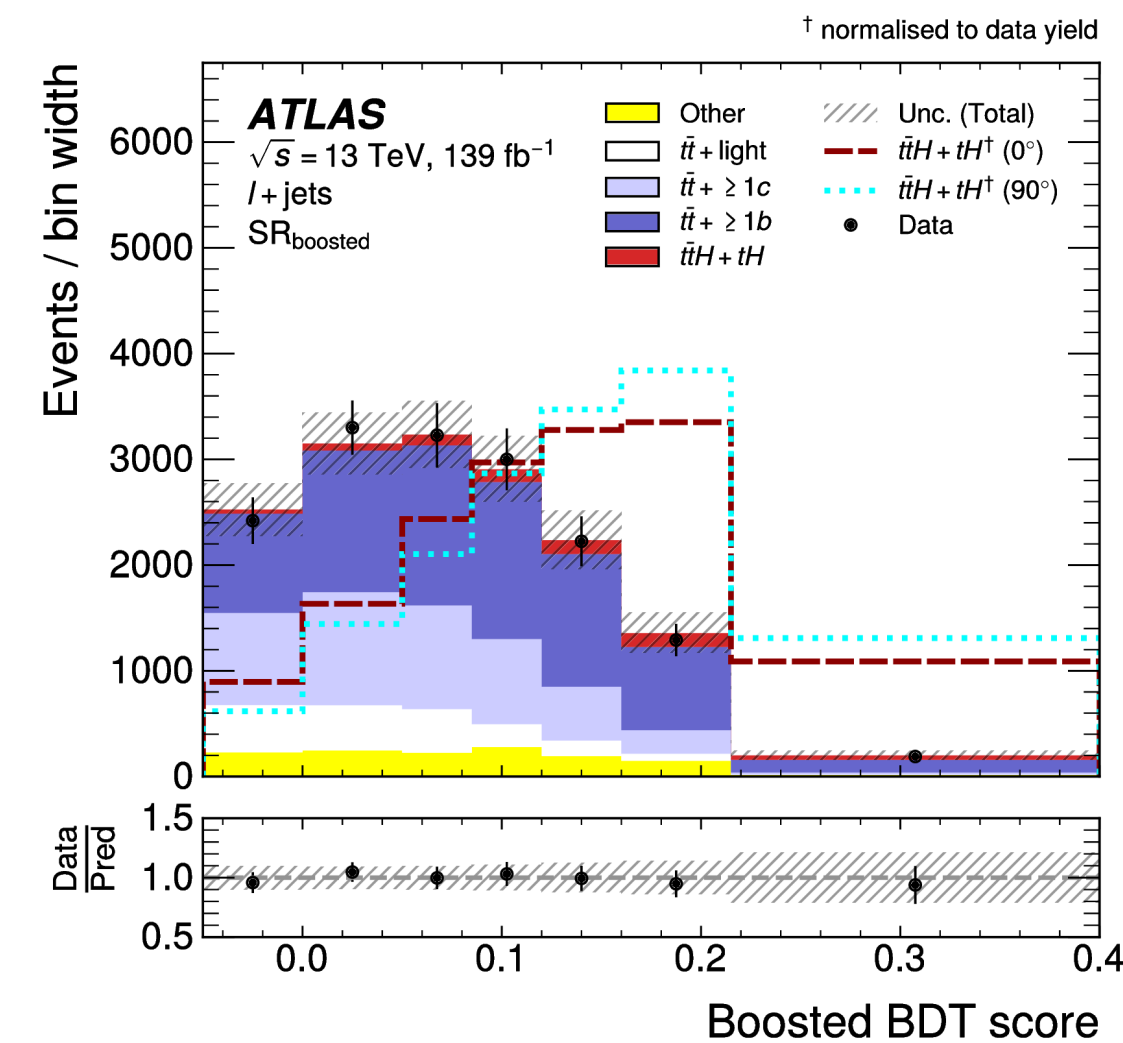 † normalised to data yield
Events / bin width
6000
5000
4000
3000
2000
1000
0
ATLAS
√s = 13 TeV, 139 fb⁻¹
l + jets
SR_boosted
Other
tt̄ + light
tt̄ + ≥ 1c
tt̄ + ≥ 1b
tt̄H + tH
Unc. (Total)
tt̄H + tH† (0°)
tt̄H + tH† (90°)
Data
Data
Pred
1.5
1.0
0.5
0.0 0.1 0.2 0.3 0.4
Boosted BDT score